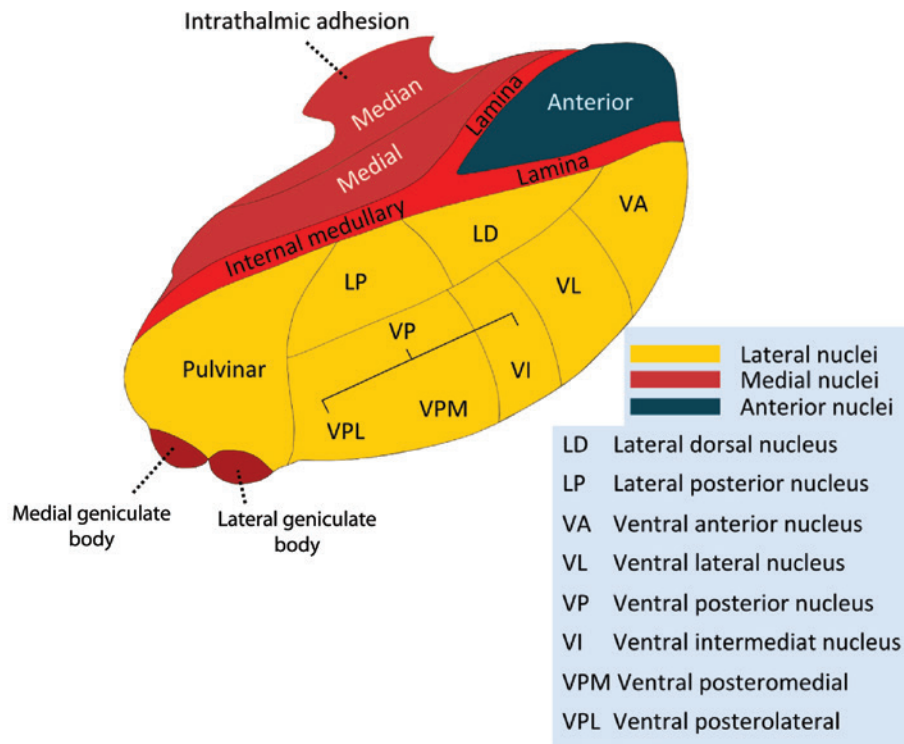 Intrathalmic adhesion
Median
Medial
Lamina
Anterior
Lamina
Internal medullary
VA
LD
LP
VL
VP
VI
Pulvinar
VPM
VPL
Medial geniculate
body
Lateral geniculate
body
Lateral nuclei
Medial nuclei
Anterior nuclei
LD Lateral dorsal nucleus
LP Lateral posterior nucleus
VA Ventral anterior nucleus
VL Ventral lateral nucleus
VP Ventral posterior nucleus
VI Ventral intermediat nucleus
VPM Ventral posteromedial
VPL Ventral posterolateral